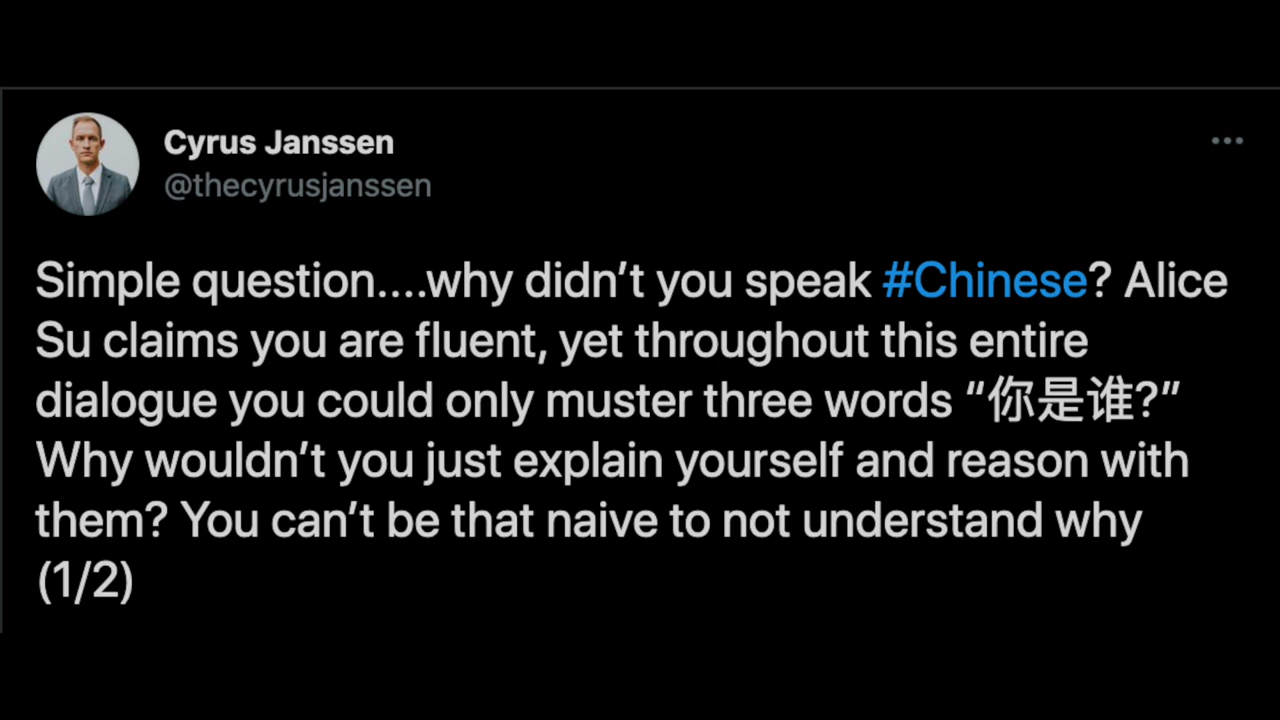 Cyrus Janssen
@thecyrusjanssen
Simple question....why didn’t you speak #Chinese? Alice
Su claims you are fluent, yet throughout this entire
dialogue you could only muster three words “你是谁?”
Why wouldn’t you just explain yourself and reason with
them? You can’t be that naive to not understand why
(1/2)